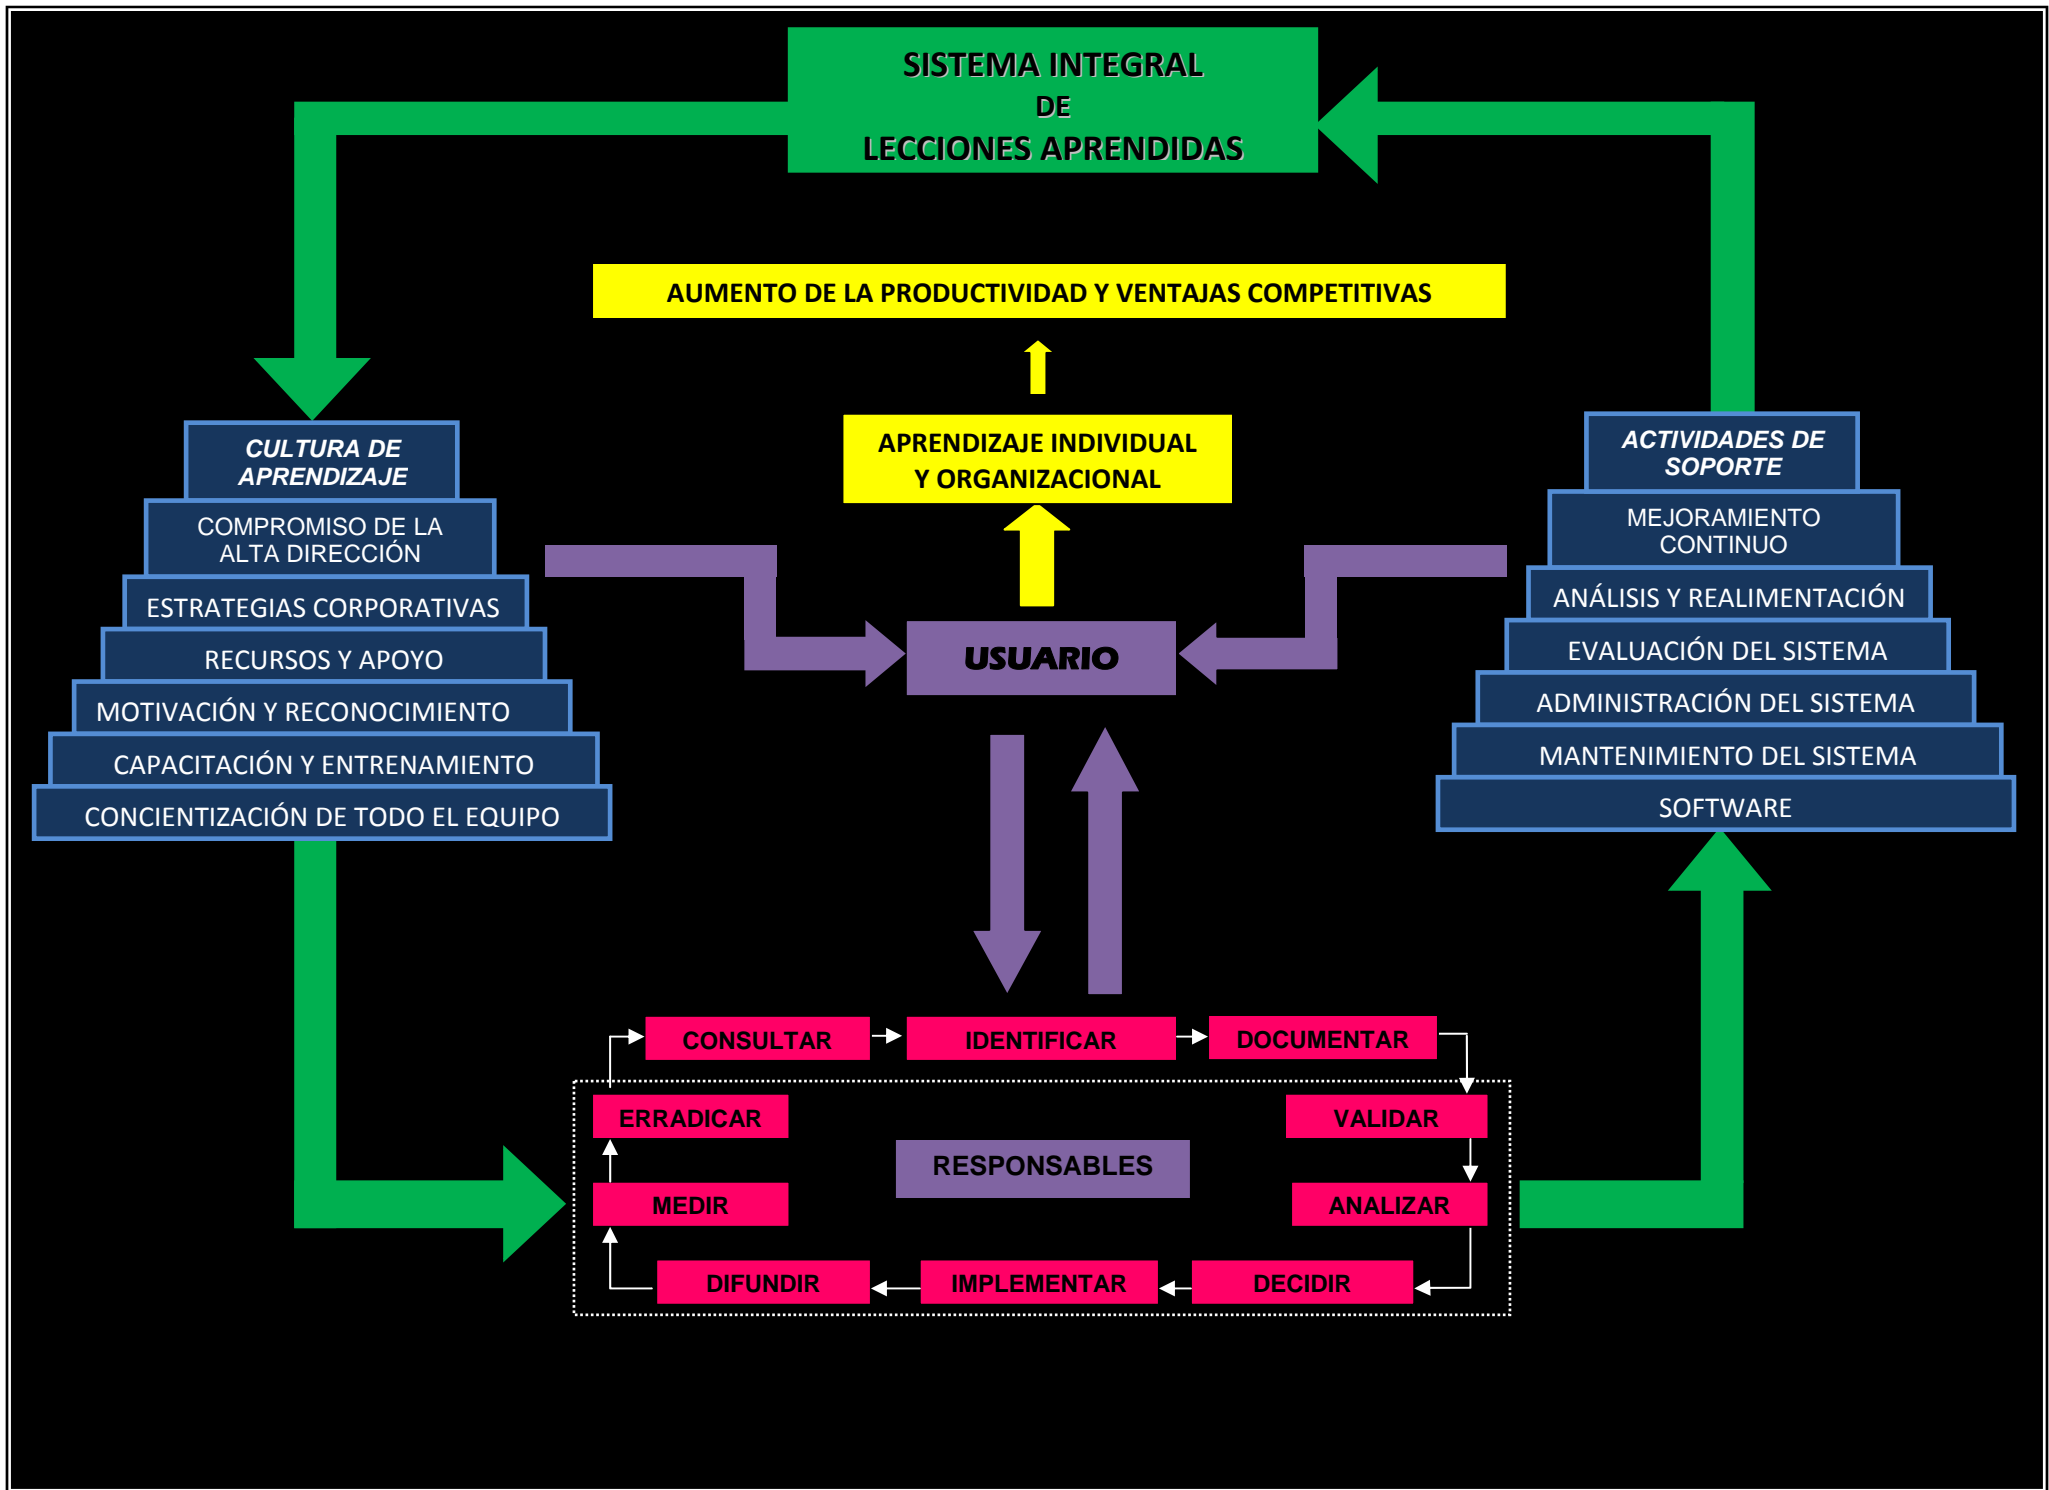 SISTEMA INTEGRAL
DE
LECCIONES APRENDIDAS
AUMENTO DE LA PRODUCTIVIDAD Y VENTAJAS COMPETITIVAS
APRENDIZAJE INDIVIDUAL
Y ORGANIZACIONAL
CULTURA DE
APRENDIZAJE
COMPROMISO DE LA
ALTA DIRECCIÓN
ESTRATEGIAS CORPORATIVAS
RECURSOS Y APOYO
MOTIVACIÓN Y RECONOCIMIENTO
CAPACITACIÓN Y ENTRENAMIENTO
CONCIENTIZACIÓN DE TODO EL EQUIPO
USUARIO
ACTIVIDADES DE
SOPORTE
MEJORAMIENTO
CONTINUO
ANÁLISIS Y REALIMENTACIÓN
EVALUACIÓN DEL SISTEMA
ADMINISTRACIÓN DEL SISTEMA
MANTENIMIENTO DEL SISTEMA
SOFTWARE
CONSULTAR
IDENTIFICAR
DOCUMENTAR
ERRADICAR
VALIDAR
RESPONSABLES
MEDIR
ANALIZAR
DIFUNDIR
IMPLEMENTAR
DECIDIR